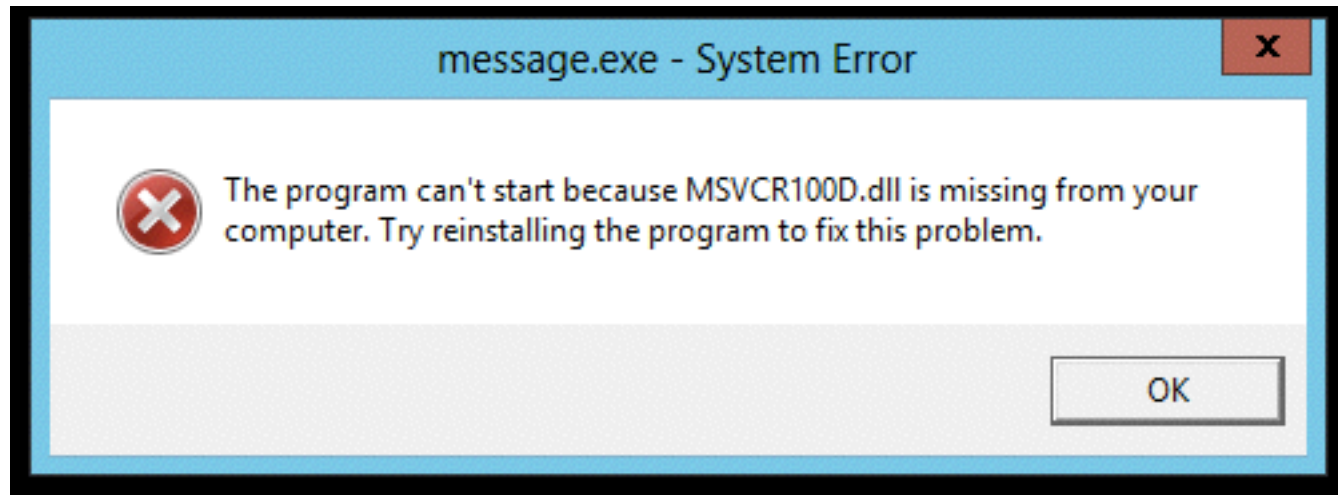 message.exe - System Error
x
The program can't start because MSVCR100D.dll is missing from your
computer. Try reinstalling the program to fix this problem.
OK